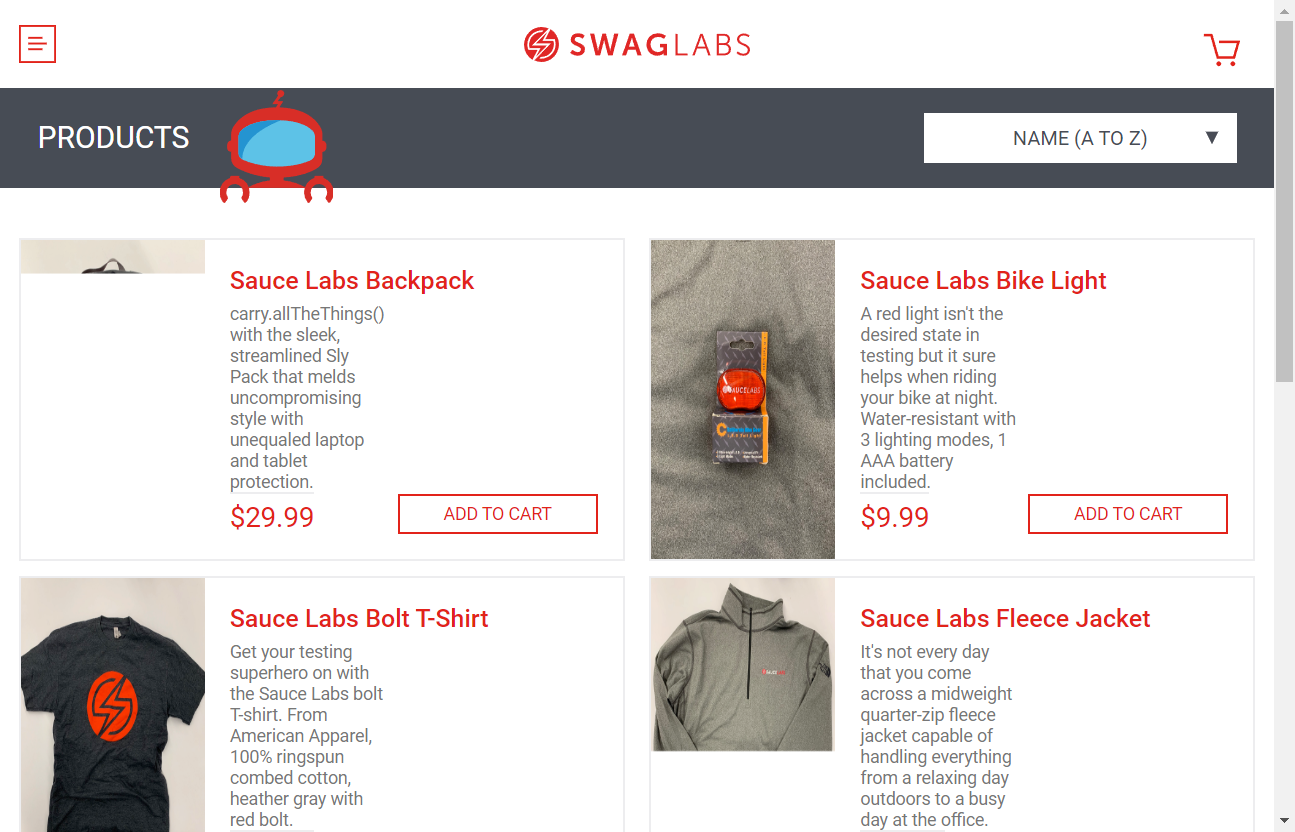 SWAGLABS
PRODUCTS
NAME (A TO Z)
Sauce Labs Backpack
carry.allTheThings()
with the sleek,
streamlined Sly
Pack that melds
uncompromising
style with
unequaled laptop
and tablet
protection.
$29.99
ADD TO CART
Sauce Labs Bike Light
A red light isn't the
desired state in
testing but it sure
helps when riding
your bike at night.
Water-resistant with
3 lighting modes, 1
AAA battery
included.
$9.99
ADD TO CART
SAUCELABS
Sauce Labs Bolt T-Shirt
Get your testing
superhero on with
the Sauce Labs bolt
T-shirt. From
American Apparel,
100% ringspun
combed cotton,
heather gray with
red bolt.
Sauce Labs Fleece Jacket
It's not every day
that you come
across a midweight
quarter-zip fleece
jacket capable of
handling everything
from a relaxing day
outdoors to a busy
day at the office.